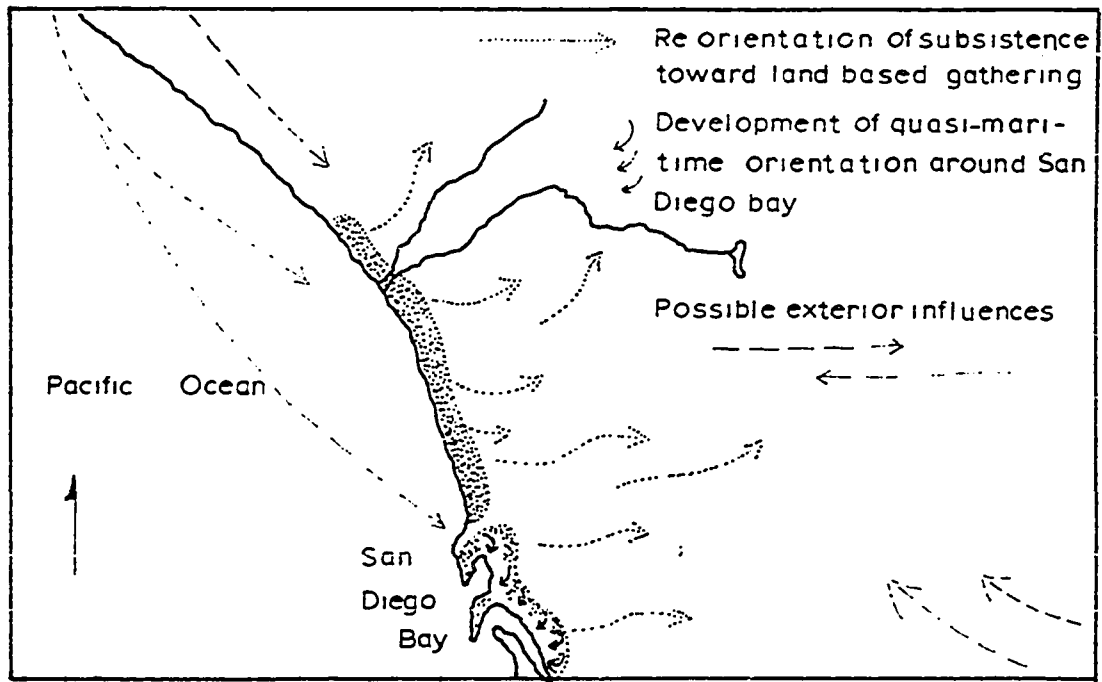 Re orientation of subsistence
toward land based gathering
Development of quasi-mari-
time orientation around San
Diego bay
Possible exterior influences
Pacific Ocean
San
Diego
Bay